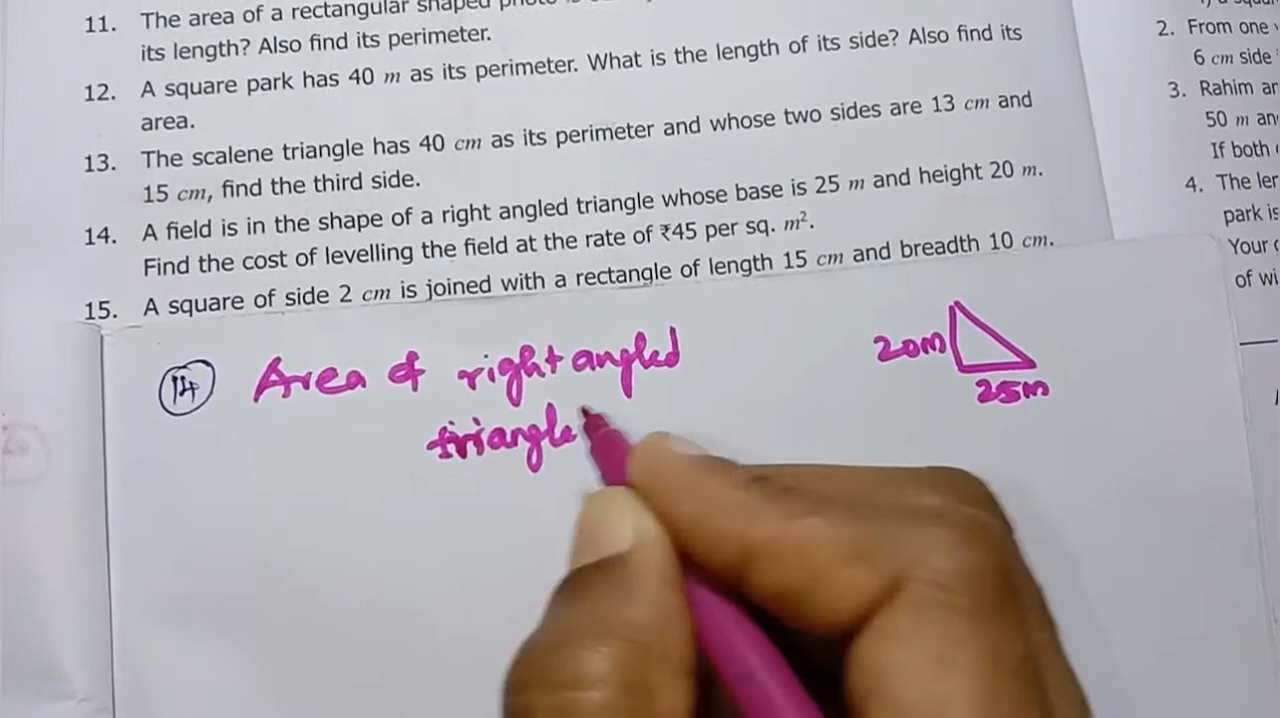 11. The area of a rectangular shaped
its length? Also find its perimeter.
12. A square park has 40 m as its perimeter. What is the length of its side? Also find its
area.
13. The scalene triangle has 40 cm as its perimeter and whose two sides are 13 cm and
15 cm, find the third side.
14. A field is in the shape of a right angled triangle whose base is 25 m and height 20 m.
Find the cost of levelling the field at the rate of ₹45 per sq. m².
15. A square of side 2 cm is joined with a rectangle of length 15 cm and breadth 10 cm.
14 Area of right angled
triangle
20m
25m
2. From one
6 cm side
3. Rahim ar
50 m an
If both
4. The ler
park is
Your
of wi